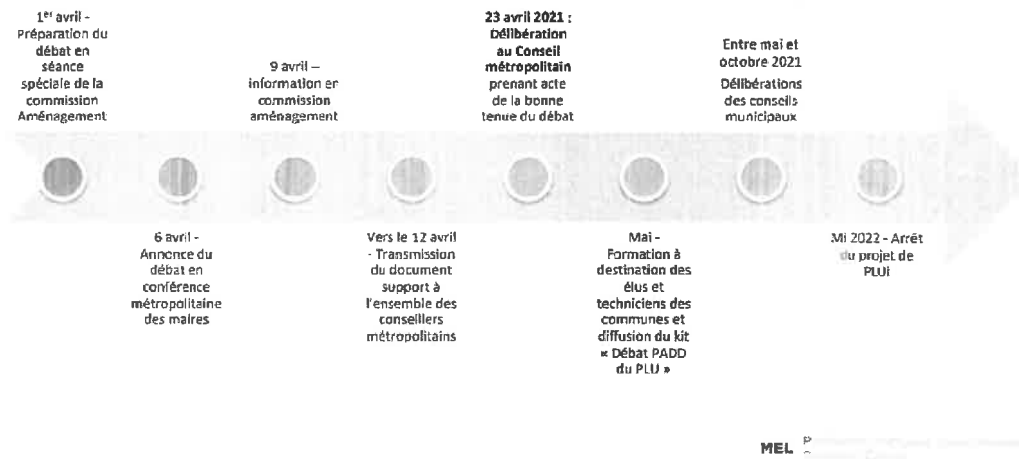 1er avril -
Préparation du
débat en
séance
spéciale de la
commission
Aménagement
6 avril -
Annonce du
débat en
conférence
métropolitaine
des maires
9 avril –
information en
commission
aménagement
Vers le 12 avril
- Transmission
du document
support à
l'ensemble des
conseillers
métropolitains
23 avril 2021 :
Délibération
au Conseil
métropolitain
prenant acte
de la bonne
tenue du débat
Mai -
Formation à
destination des
élus et
techniciens des
communes et
diffusion du kit
« Débat PADD
du PLU »
Entre mai et
octobre 2021
Délibérations
des conseils
municipaux
Mi 2022 - Arrêt
du projet de
PLUi
MEL